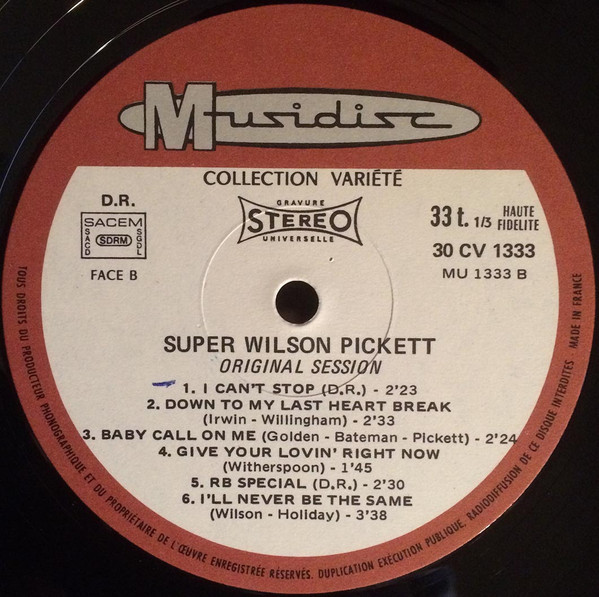 Musidisc
COLLECTION VARIÉTÉ
D.R.
GRAVURE
STEREO
UNIVERSELLE
33 t. 1/3 HAUTE FIDELITE
SACEM
SACD SDRM SGDL
30 CV 1333
MU 1333 B
FACE B
SUPER WILSON PICKETT
ORIGINAL SESSION
1. I CAN'T STOP (D.R.) - 2'23
2. DOWN TO MY LAST HEART BREAK
(Irwin - Willingham) - 2'33
3. BABY CALL ON ME (Golden - Bateman - Pickett) - 2'24
4. GIVE YOUR LOVIN' RIGHT NOW
(Witherspoon) - 1'45
5. RB SPECIAL (D.R.) - 2'30
6. I'LL NEVER BE THE SAME
(Wilson - Holiday) - 3'38
TOUS DROITS DU PRODUCTEUR PHONOGRAPHIQUE ET DU PROPRIETAIRE DE L'ŒUVRE ENREGISTRÉE RÉSERVÉS. DUPLICATION EXÉCUTION PUBLIQUE, RADIODIFFUSION DE CE DISQUE INTERDITES MADE IN FRANCE